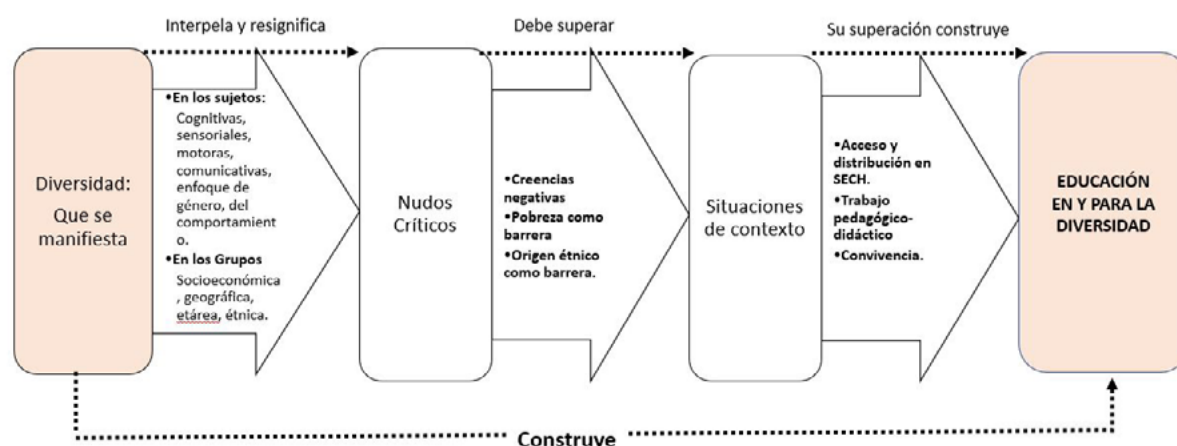 Interpela y resignifica
Debe superar
Su superación construye
Diversidad:
Que se
manifiesta
•En los sujetos:
Cognitivas,
sensoriales,
motoras,
comunicativas,
enfoque de
género, del
comportamient
o.
•En los Grupos
Socioeconómica
, geográfica,
etárea, étnica.
Nudos
Críticos
•Creencias
negativas
•Pobreza como
barrera
•Origen étnico
como barrera.
Situaciones
de contexto
•Acceso y
distribución en
SECH.
•Trabajo
pedagógico-
didáctico
•Convivencia.
EDUCACIÓN
EN Y PARA LA
DIVERSIDAD
Construye